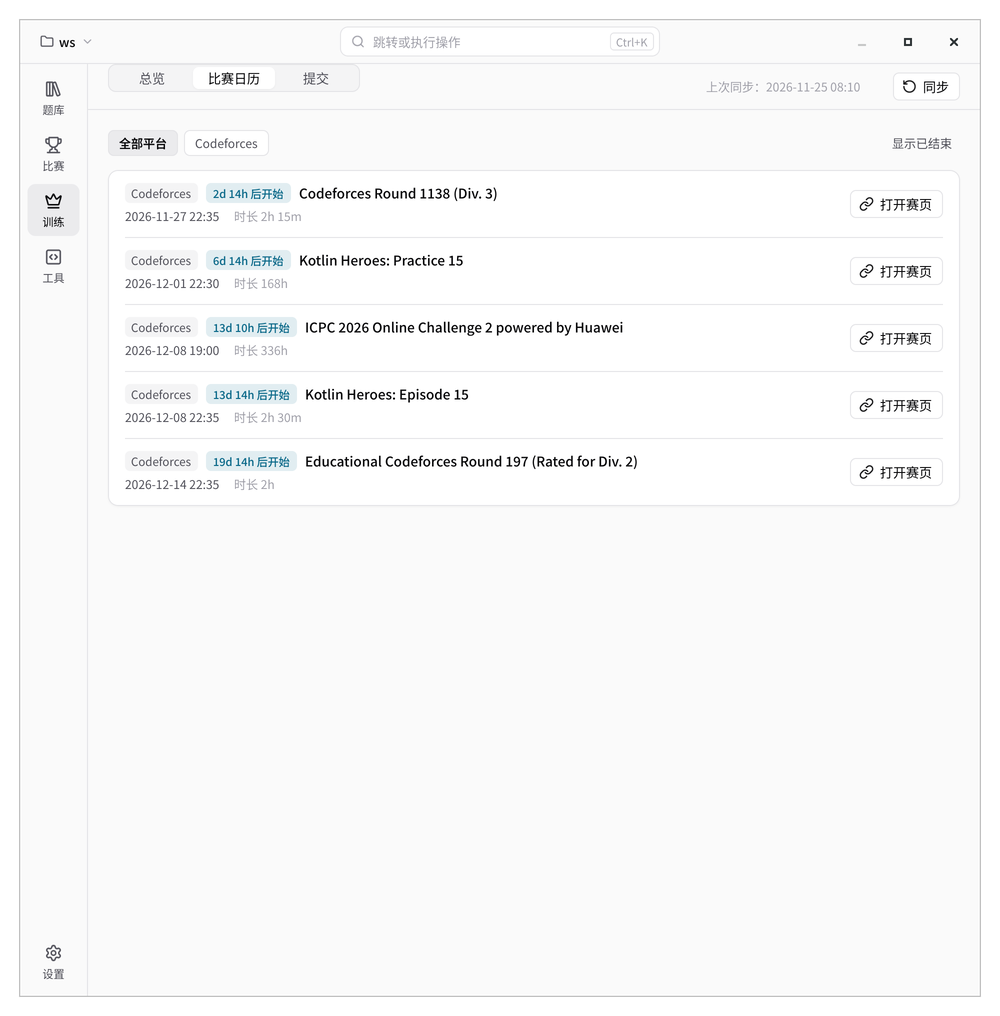 ws
跳转或执行操作 Ctrl+K
总览 比赛日历 提交
上次同步：2026-11-25 08:10 同步
题库
比赛
训练
工具
设置
全部平台 Codeforces 显示已结束
Codeforces 2d 14h 后开始 Codeforces Round 1138 (Div. 3)
2026-11-27 22:35 时长 2h 15m
打开赛页
Codeforces 6d 14h 后开始 Kotlin Heroes: Practice 15
2026-12-01 22:30 时长 168h
打开赛页
Codeforces 13d 10h 后开始 ICPC 2026 Online Challenge 2 powered by Huawei
2026-12-08 19:00 时长 336h
打开赛页
Codeforces 13d 14h 后开始 Kotlin Heroes: Episode 15
2026-12-08 22:35 时长 2h 30m
打开赛页
Codeforces 19d 14h 后开始 Educational Codeforces Round 197 (Rated for Div. 2)
2026-12-14 22:35 时长 2h
打开赛页